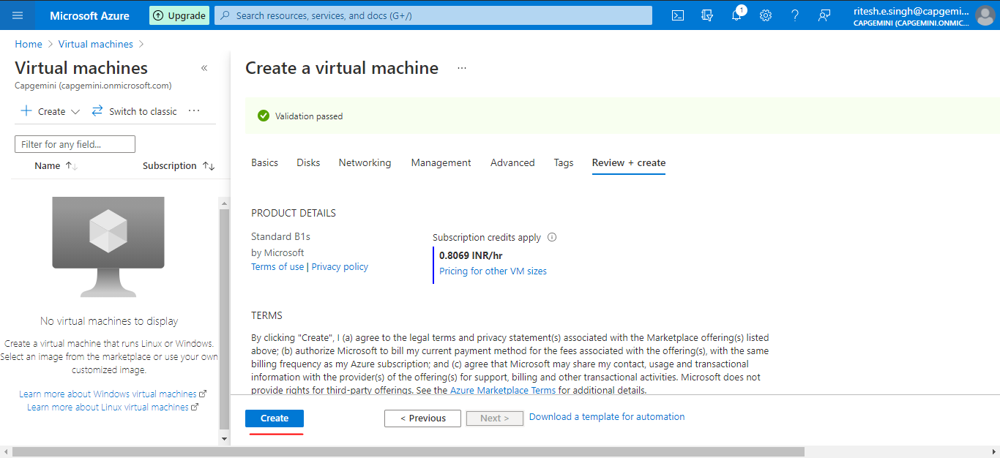 Microsoft Azure
Upgrade
Search resources, services, and docs (G+/)
1
ritesh.e.singh@capgemi...
CAPGEMINI (CAPGEMINI.ONMIC...
Home > Virtual machines >
Virtual machines
«
Capgemini (capgemini.onmicrosoft.com)
+ Create
Switch to classic
...
Filter for any field...
Name ↑↓
Subscription ↑↓
No virtual machines to display
Create a virtual machine that runs Linux or Windows.
Select an image from the marketplace or use your own
customized image.
Learn more about Windows virtual machines
Learn more about Linux virtual machines
Create a virtual machine ...
Validation passed
Basics Disks Networking Management Advanced Tags Review + create
PRODUCT DETAILS
Standard B1s
by Microsoft
Terms of use | Privacy policy
Subscription credits apply
0.8069 INR/hr
Pricing for other VM sizes
TERMS
By clicking "Create", I (a) agree to the legal terms and privacy statement(s) associated with the Marketplace offering(s) listed
above; (b) authorize Microsoft to bill my current payment method for the fees associated with the offering(s), with the same
billing frequency as my Azure subscription; and (c) agree that Microsoft may share my contact, usage and transactional
information with the provider(s) of the offering(s) for support, billing and other transactional activities. Microsoft does not
provide rights for third-party offerings. See the Azure Marketplace Terms for additional details.
Create
< Previous
Next >
Download a template for automation